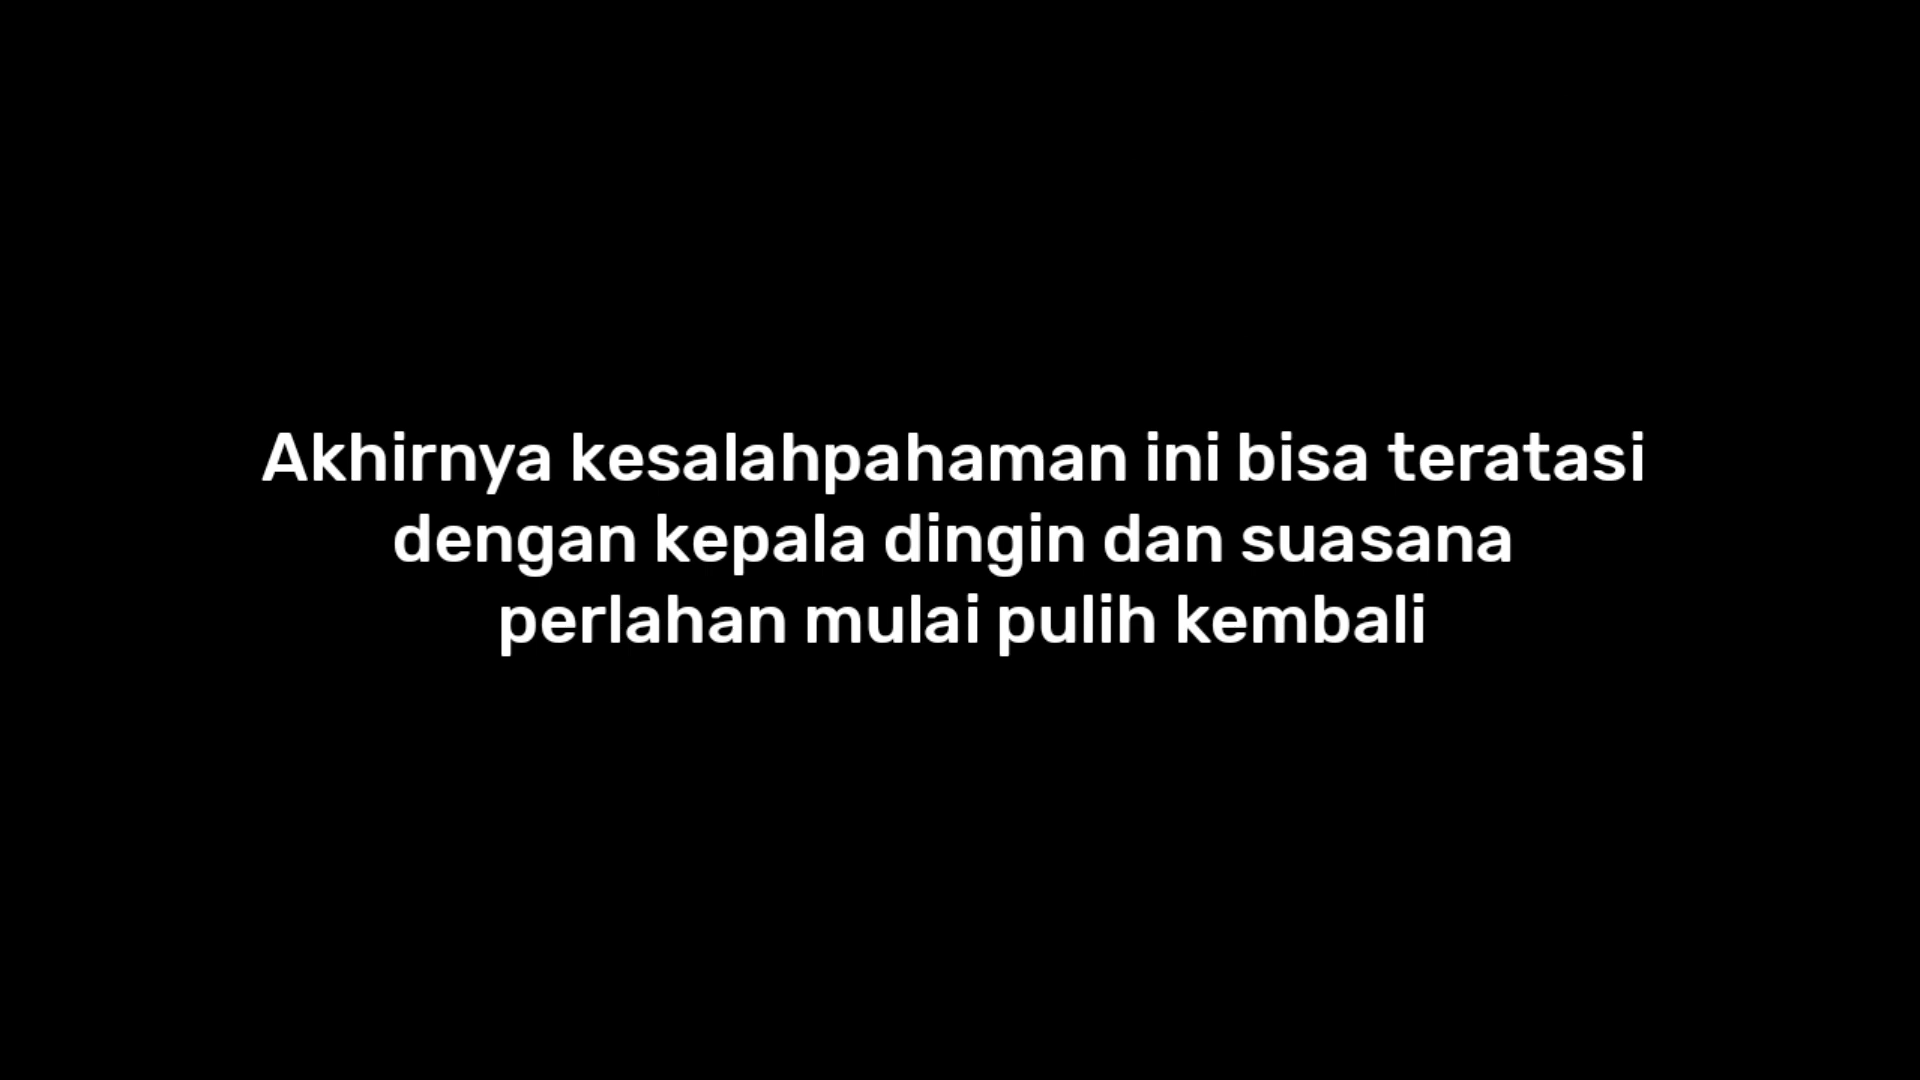 Akhirnya kesalahpahaman ini bisa teratasi
dengan kepala dingin dan suasana
perlahan mulai pulih kembali